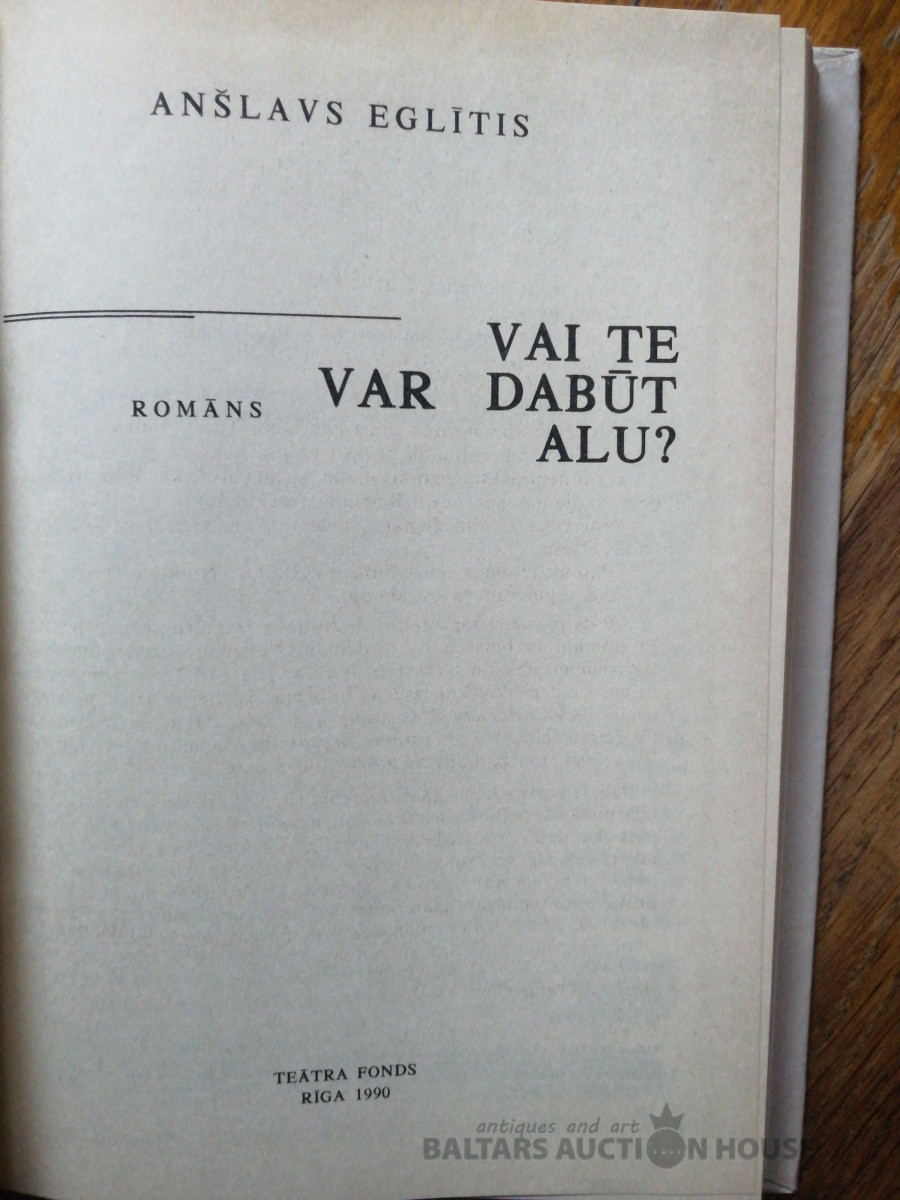 ANŠLAVS EGLĪTIS
VAI TE
VAR DABŪT
ALU?
ROMĀNS
TEĀTRA FONDS
RĪGA 1990
antiques and art
BALTARS AUCTION HOUSE